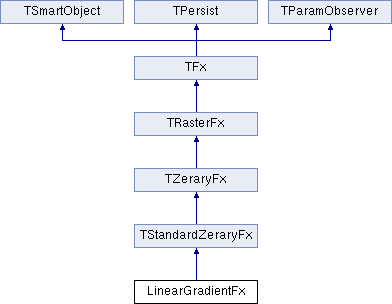 TSmartObject TPersist TParamObserver
TFx
TRasterFx
TZeraryFx
TStandardZeraryFx
LinearGradientFx